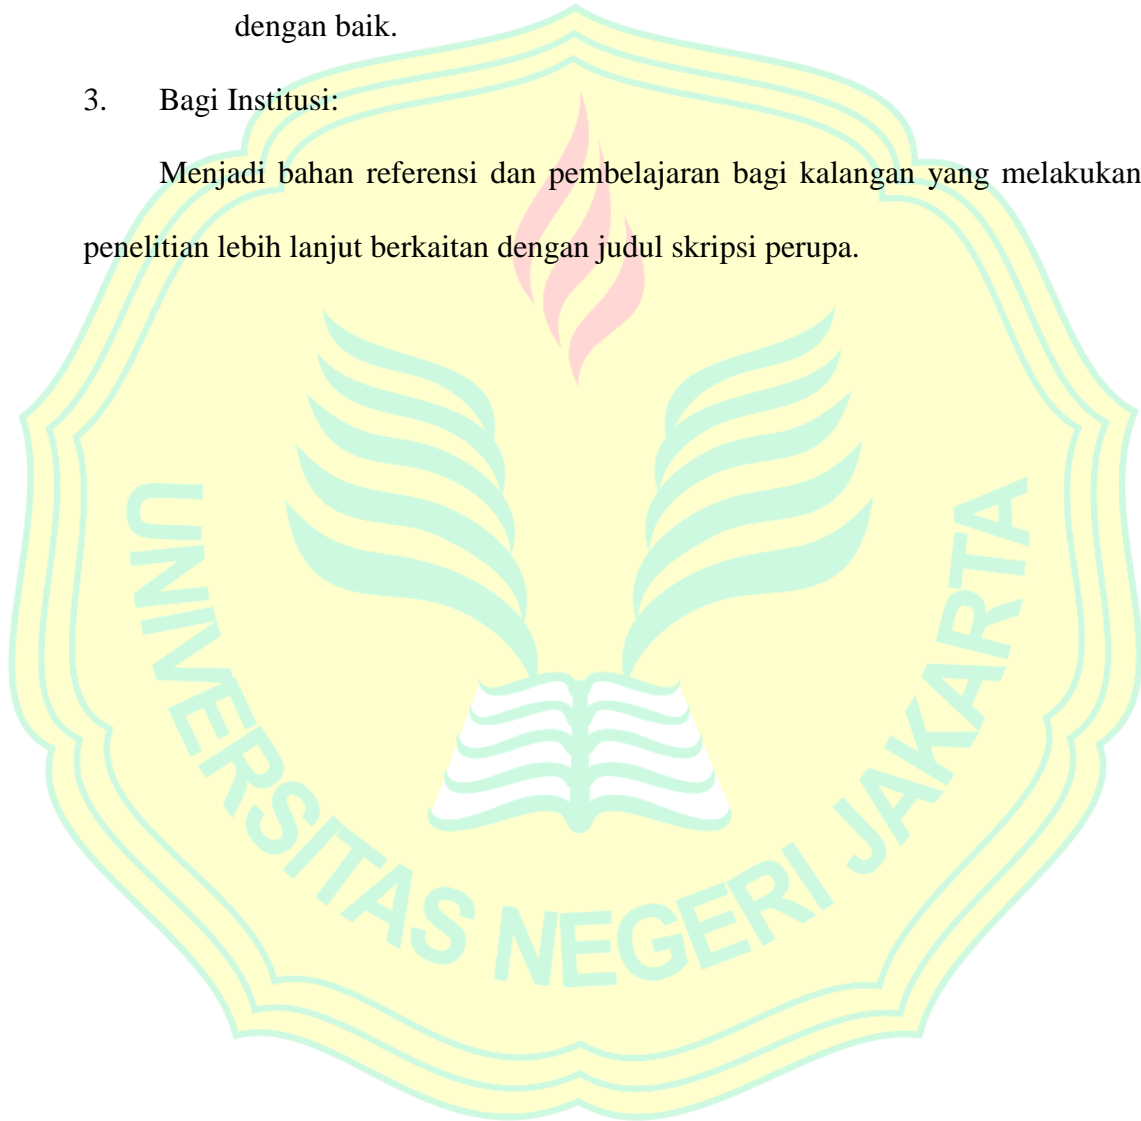 dengan baik.
3. Bagi Institusi:
Menjadi bahan referensi dan pembelajaran bagi kalangan yang melakukan
penelitian lebih lanjut berkaitan dengan judul skripsi perupa.
UNIVERSITAS NEGERI JAKARTA